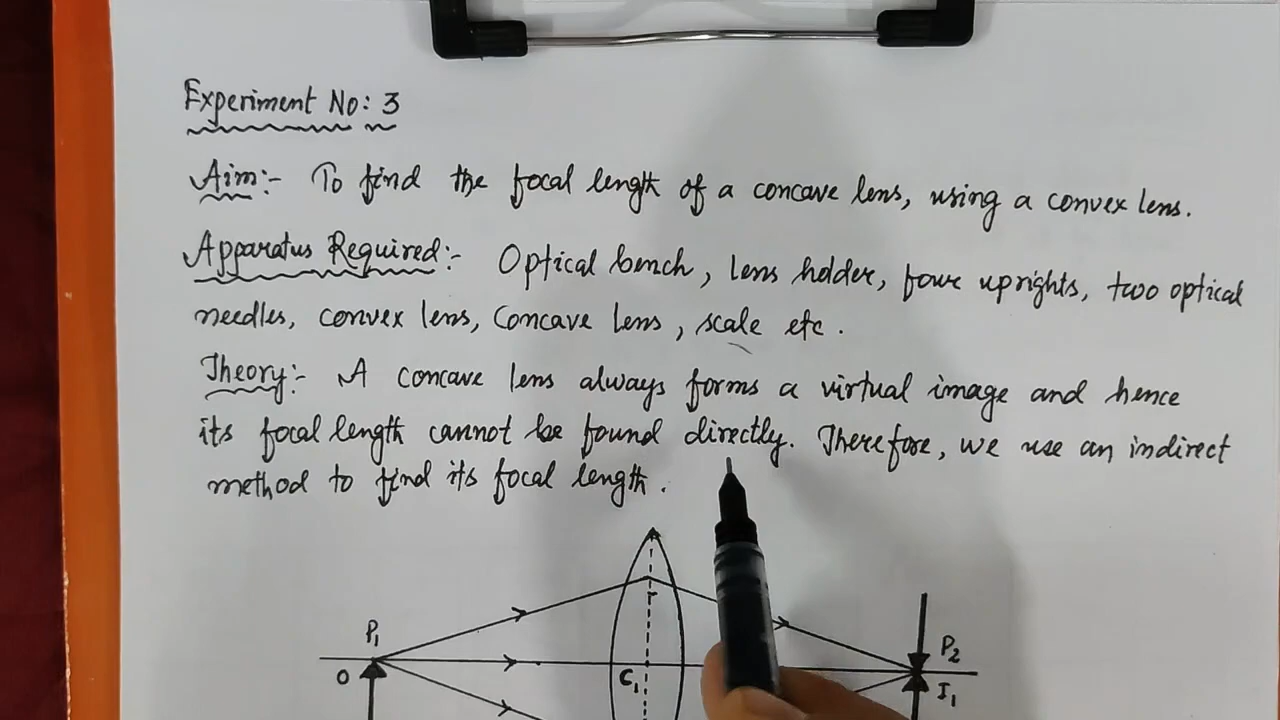 Experiment No: 3
Aim:- To find the focal length of a concave lens, using a convex lens.
Apparatus Required:- Optical bench, Lens holder, four uprights, two optical
needles, convex lens, Concave Lens, scale etc.
Theory:- A concave lens always forms a virtual image and hence
its focal length cannot be found directly. Therefore, we use an indirect
method to find its focal length.
P₁
O
C₁
P₂
I₁